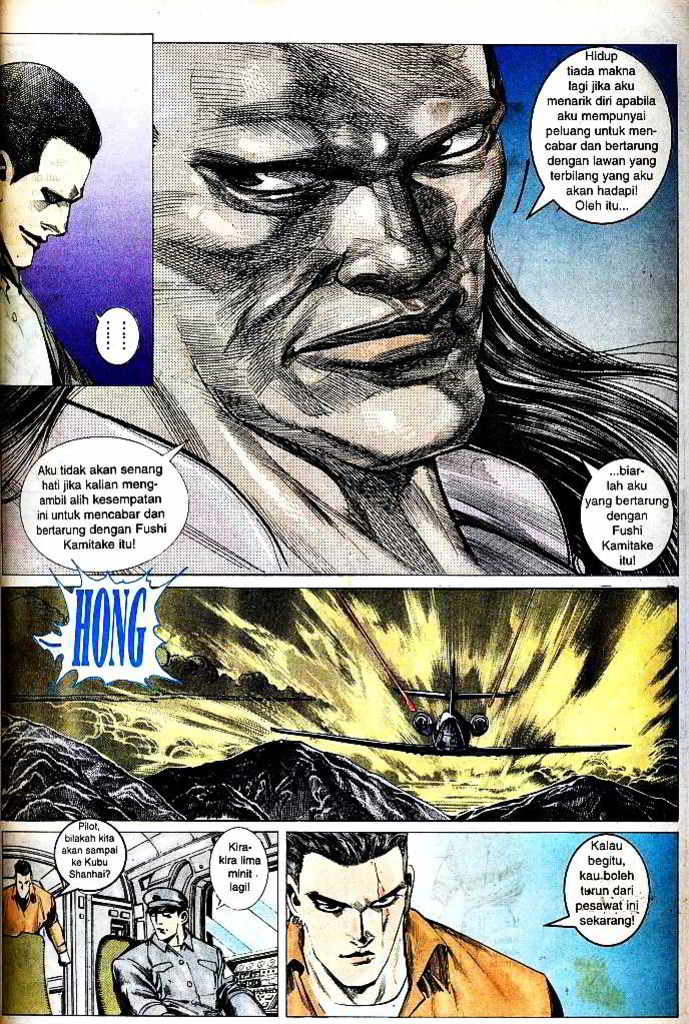 Hidup
tiada makna
lagi jika aku
menarik diri apabila
aku mempunyai
peluang untuk men-
cabar dan bertarung
dengan lawan yang
terbilang yang aku
akan hadapi!
Oleh itu...
Aku tidak akan senang
hati jika kalian meng-
ambil alih kesempatan
ini untuk mencabar dan
bertarung dengan Fushi
Kamitake itu!
...biar-
lah aku
yang bertarung
dengan
Fushi
Kamitake
itu!
HONG
Pilot,
bilakah kita
akan sampai
ke Kubu
Shanhai?
Kira-
kira lima
minit
lagi!
Kalau
begitu,
kau boleh
turun dari
pesawat ini
sekarang!